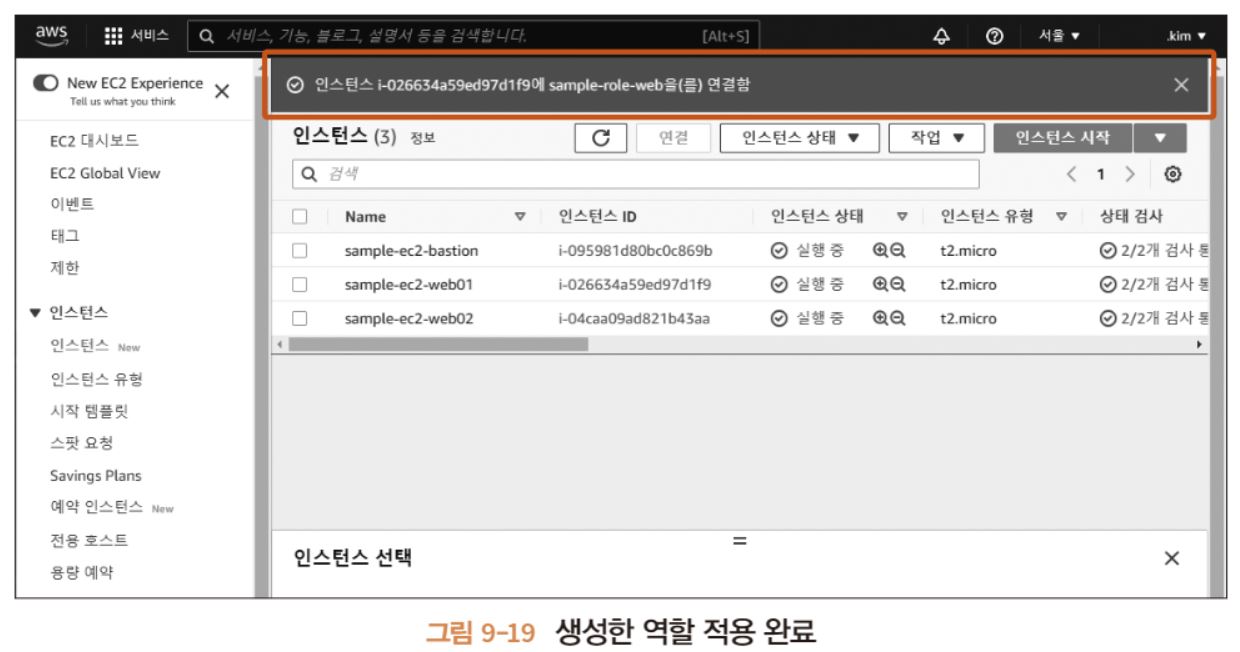 aws 서비스 서비스, 기능, 블로그, 설명서 등을 검색합니다. [Alt+S] 서울 ▼ .kim ▼
New EC2 Experience
Tell us what you think
인스턴스 i-026634a59ed97d1f9에 sample-role-web을(를) 연결함
EC2 대시보드
EC2 Global View
이벤트
태그
제한
▼ 인스턴스
인스턴스 New
인스턴스 유형
시작 템플릿
스팟 요청
Savings Plans
예약 인스턴스 New
전용 호스트
용량 예약
인스턴스 (3) 정보 연결 인스턴스 상태 ▼ 작업 ▼ 인스턴스 시작 ▼
검색 < 1 >
Name 인스턴스 ID 인스턴스 상태 인스턴스 유형 상태 검사
sample-ec2-bastion i-095981d80bc0c869b 실행 중 t2.micro 2/2개 검사 통
sample-ec2-web01 i-026634a59ed97d1f9 실행 중 t2.micro 2/2개 검사 통
sample-ec2-web02 i-04caa09ad821b43aa 실행 중 t2.micro 2/2개 검사 통
인스턴스 선택
그림 9-19 생성한 역할 적용 완료